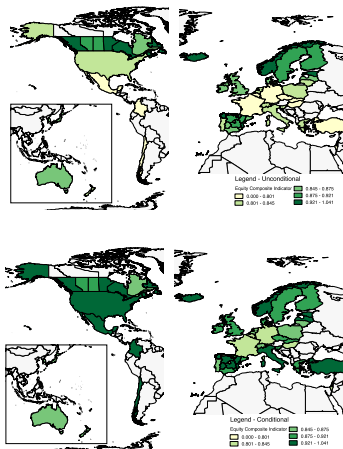 Legend - Unconditional
Equity Composite Indicator
0.000 - 0.801
0.801 - 0.845
0.845 - 0.875
0.875 - 0.921
0.921 - 1.041
Legend - Conditional
Equity Composite Indicator
0.000 - 0.801
0.801 - 0.845
0.845 - 0.875
0.875 - 0.921
0.921 - 1.041